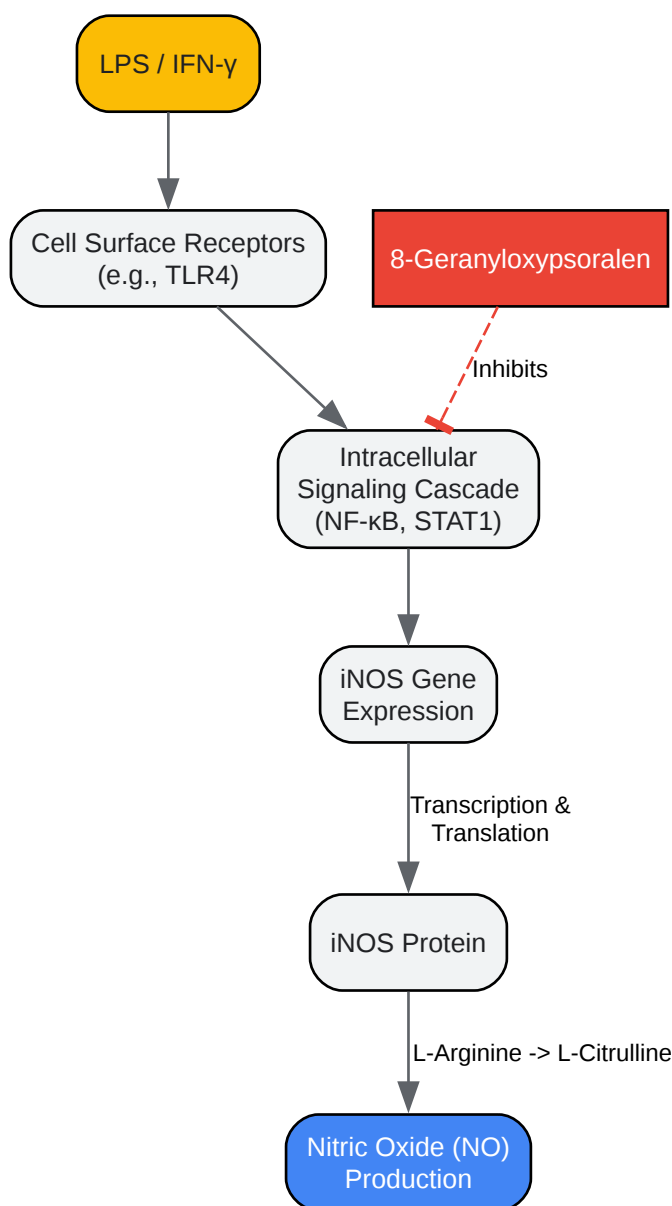 LPS / IFN-γ
Cell Surface Receptors
(e.g., TLR4)
8-Geranyloxypsoralen
Inhibits
Intracellular
Signaling Cascade
(NF-κB, STAT1)
iNOS Gene
Expression
Transcription &
Translation
iNOS Protein
L-Arginine -> L-Citrulline
Nitric Oxide (NO)
Production